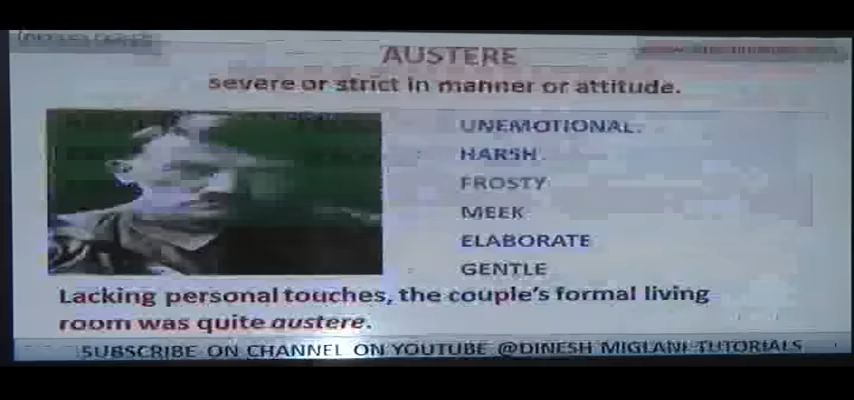 AUSTERE
severe or strict in manner or attitude.
UNEMOTIONAL.
HARSH.
FROSTY
MEEK
ELABORATE
GENTLE
Lacking personal touches, the couple's formal living
room was quite austere.
SUBSCRIBE ON CHANNEL ON YOUTUBE @DINESH MIGLANI TUTORIALS